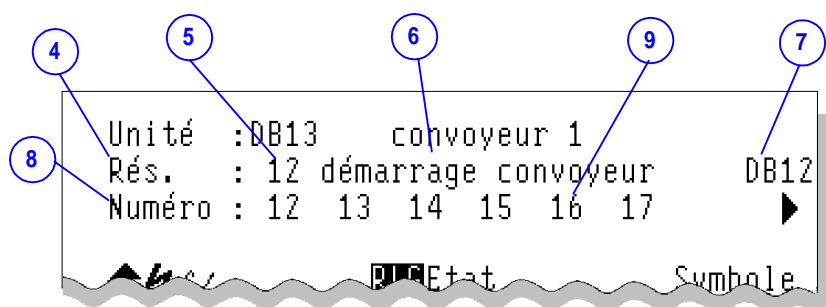 4 5 6 9 7
Unité :DB13 convoyeur 1
8
Rés. : 12 démarrage convoyeur DB12
Numéro : 12 13 14 15 16 17
PLC Etat Symbole